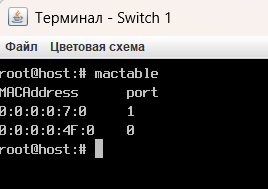 Терминал - Switch 1
Файл Цветовая схема
root@host:# mactable
MACAddress port
0:0:0:0:7:0 1
0:0:0:0:4F:0 0
root@host:#